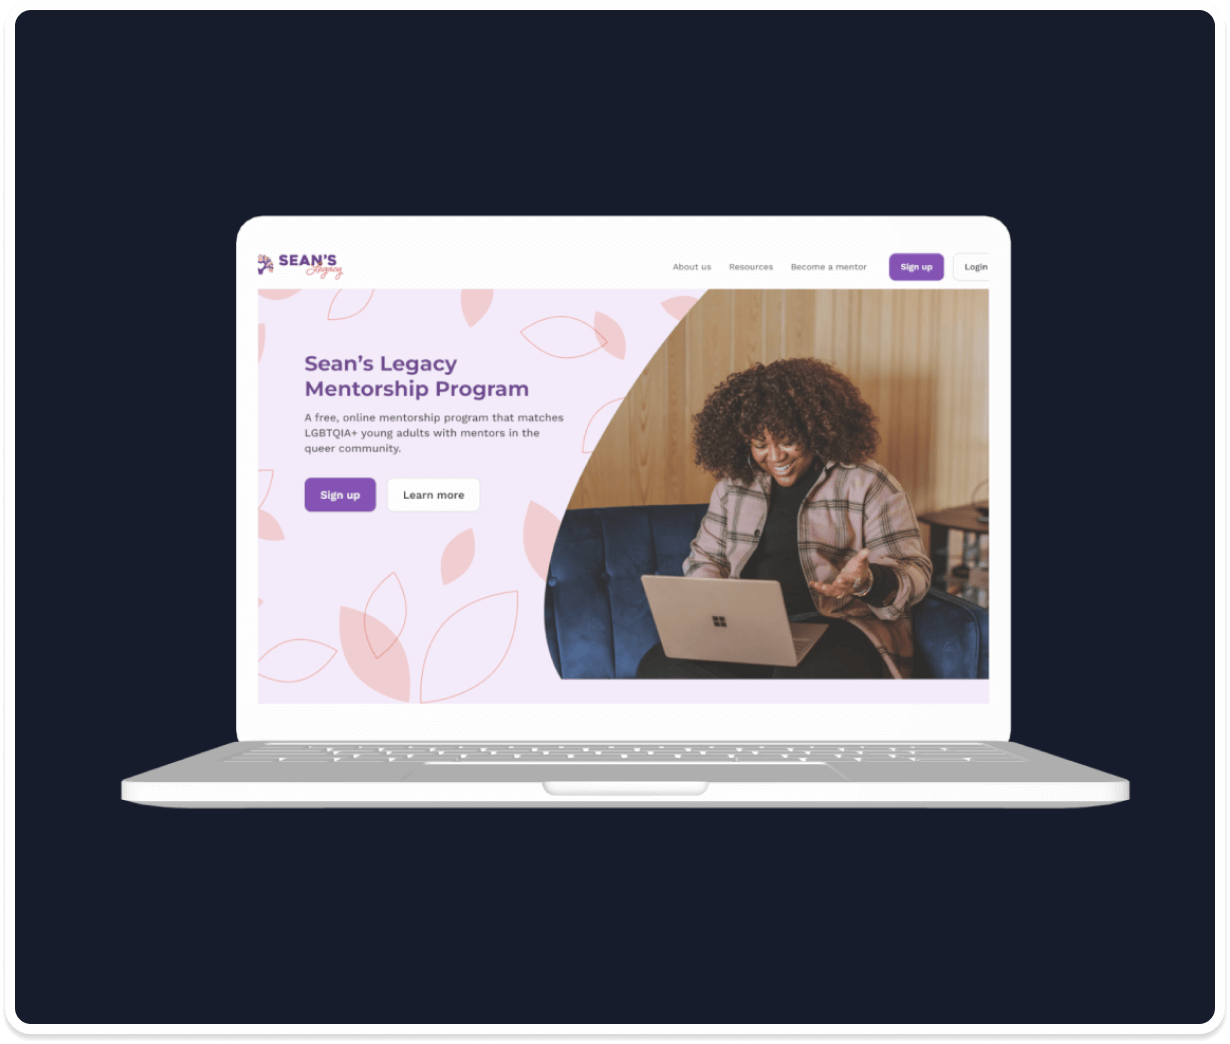 SEAN'S
Legacy
About us Resources Become a mentor Sign up Login
Sean's Legacy
Mentorship Program
A free, online mentorship program that matches
LGBTQIA+ young adults with mentors in the
queer community.
Sign up Learn more